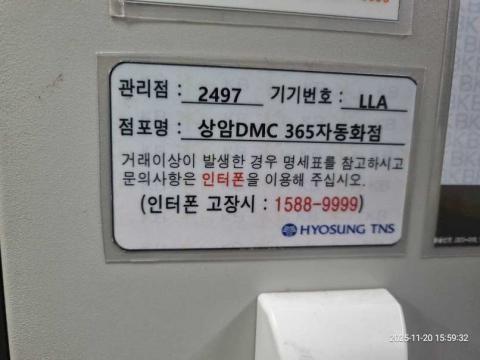 관리점 : 2497 기기번호 : LLA
점포명 : 상암DMC 365자동화점
거래이상이 발생한 경우 명세표를 참고하시고
문의사항은 인터폰을 이용해 주십시오.
(인터폰 고장시 : 1588-9999)
HYOSUNG TNS
2025-11-20 15:59:32